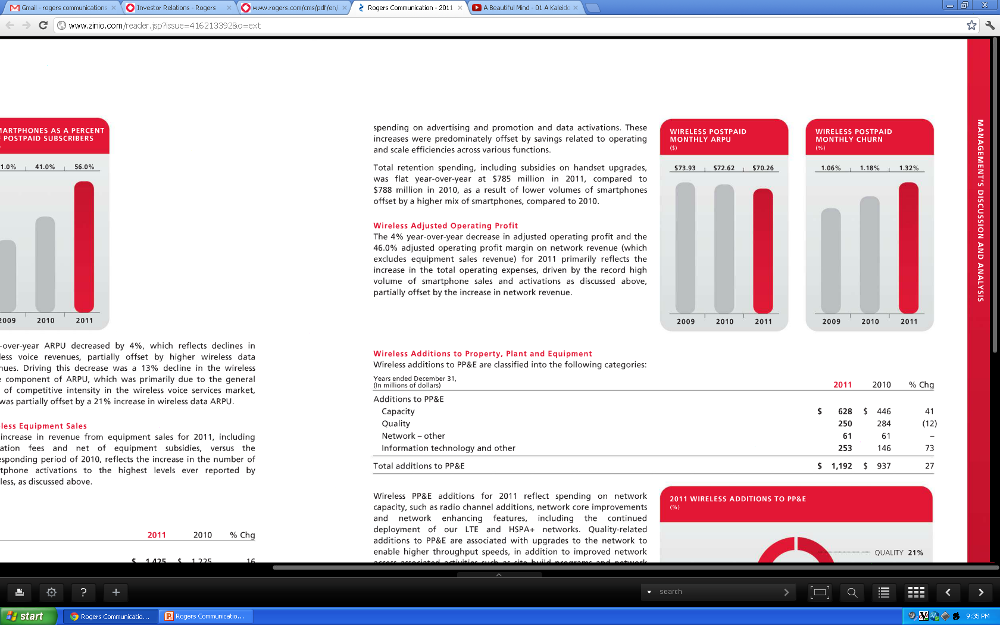 Gmail - rogers communications
Investor Relations - Rogers
www.rogers.com/cms/pdf/en/
Rogers Communication - 2011
A Beautiful Mind - 01 A Kaleido
www.zinio.com/reader.jsp?issue=416213392&o=ext
MARTPHONES AS A PERCENT
POSTPAID SUBSCRIBERS
1.0% 41.0% 56.0%
2009 2010 2011
-over-year ARPU decreased by 4%, which reflects declines in
less voice revenues, partially offset by higher wireless data
nues. Driving this decrease was a 13% decline in the wireless
e component of ARPU, which was primarily due to the general
of competitive intensity in the wireless voice services market,
was partially offset by a 21% increase in wireless data ARPU.
less Equipment Sales
increase in revenue from equipment sales for 2011, including
ation fees and net of equipment subsidies, versus the
esponding period of 2010, reflects the increase in the number of
rtphone activations to the highest levels ever reported by
less, as discussed above.
2011 2010 % Chg
$ 1,425 $ 1,225 16
spending on advertising and promotion and data activations. These
increases were predominately offset by savings related to operating
and scale efficiencies across various functions.
Total retention spending, including subsidies on handset upgrades,
was flat year-over-year at $785 million in 2011, compared to
$788 million in 2010, as a result of lower volumes of smartphones
offset by a higher mix of smartphones, compared to 2010.
Wireless Adjusted Operating Profit
The 4% year-over-year decrease in adjusted operating profit and the
46.0% adjusted operating profit margin on network revenue (which
excludes equipment sales revenue) for 2011 primarily reflects the
increase in the total operating expenses, driven by the record high
volume of smartphone sales and activations as discussed above,
partially offset by the increase in network revenue.
WIRELESS POSTPAID
MONTHLY ARPU
($)
$73.93 $72.62 $70.26
2009 2010 2011
WIRELESS POSTPAID
MONTHLY CHURN
(%)
1.06% 1.18% 1.32%
2009 2010 2011
MANAGEMENT'S DISCUSSION AND ANALYSIS
Wireless Additions to Property, Plant and Equipment
Wireless additions to PP&E are classified into the following categories:
Years ended December 31,
(In millions of dollars) 2011 2010 % Chg
Additions to PP&E
Capacity $ 628 $ 446 41
Quality 250 284 (12)
Network – other 61 61 –
Information technology and other 253 146 73
Total additions to PP&E $ 1,192 $ 937 27
Wireless PP&E additions for 2011 reflect spending on network
capacity, such as radio channel additions, network core improvements
and network enhancing features, including the continued
deployment of our LTE and HSPA+ networks. Quality-related
additions to PP&E are associated with upgrades to the network to
enable higher throughput speeds, in addition to improved network
access associated activities such as site build programs and network
2011 WIRELESS ADDITIONS TO PP&E
(%)
QUALITY 21%
search
start
Rogers Communicatio...
Rogers Communicatio...
9:35 PM